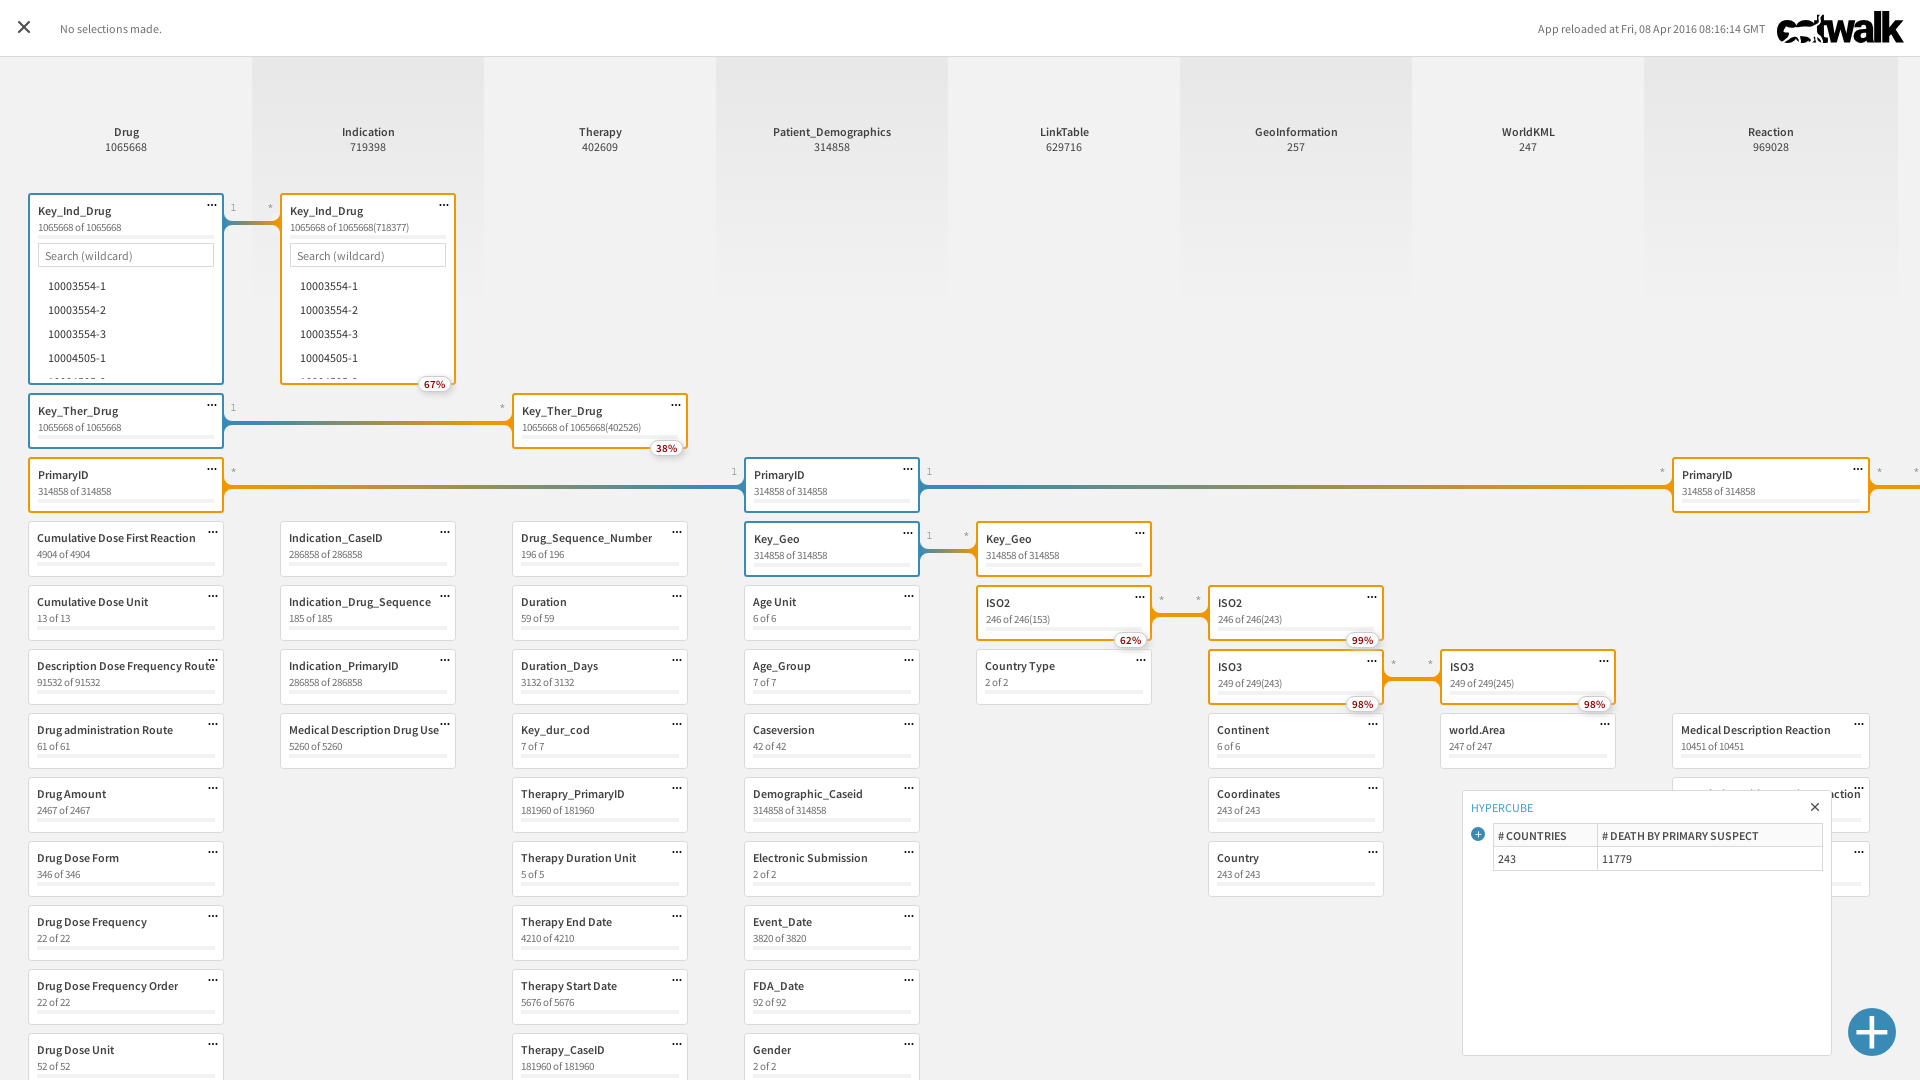 No selections made.
App reloaded at Fri, 08 Apr 2016 08:16:14 GMT
catwalk
Drug
1065668
Indication
719398
Therapy
402609
Patient_Demographics
314858
LinkTable
629716
GeoInformation
257
WorldKML
247
Reaction
969028
Key_Ind_Drug
1065668 of 1065668
Search (wildcard)
10003554-1
10003554-2
10003554-3
10004505-1
1
*
Key_Ind_Drug
1065668 of 1065668(718377)
Search (wildcard)
10003554-1
10003554-2
10003554-3
10004505-1
67%
Key_Ther_Drug
1065668 of 1065668
1
*
Key_Ther_Drug
1065668 of 1065668(402526)
38%
PrimaryID
314858 of 314858
*
1
PrimaryID
314858 of 314858
1
*
PrimaryID
314858 of 314858
*
*
Cumulative Dose First Reaction
4904 of 4904
Indication_CaseID
286858 of 286858
Drug_Sequence_Number
196 of 196
Key_Geo
314858 of 314858
1
*
Key_Geo
314858 of 314858
Cumulative Dose Unit
13 of 13
Indication_Drug_Sequence
185 of 185
Duration
59 of 59
Age Unit
6 of 6
ISO2
246 of 246(153)
62%
*
*
ISO2
246 of 246(243)
99%
Description Dose Frequency Route
91532 of 91532
Indication_PrimaryID
286858 of 286858
Duration_Days
3132 of 3132
Age_Group
7 of 7
Country Type
2 of 2
ISO3
249 of 249(243)
98%
*
*
ISO3
249 of 249(245)
98%
Drug administration Route
61 of 61
Medical Description Drug Use
5260 of 5260
Key_dur_cod
7 of 7
Caseversion
42 of 42
Continent
6 of 6
world.Area
247 of 247
Medical Description Reaction
10451 of 10451
Drug Amount
2467 of 2467
Therapry_PrimaryID
181960 of 181960
Demographic_Caseid
314858 of 314858
Coordinates
243 of 243
Drug Dose Form
346 of 346
Therapy Duration Unit
5 of 5
Electronic Submission
2 of 2
Country
243 of 243
Drug Dose Frequency
22 of 22
Therapy End Date
4210 of 4210
Event_Date
3820 of 3820
Drug Dose Frequency Order
22 of 22
Therapy Start Date
5676 of 5676
FDA_Date
92 of 92
Drug Dose Unit
52 of 52
Therapy_CaseID
181960 of 181960
Gender
2 of 2
HYPERCUBE
# COUNTRIES
# DEATH BY PRIMARY SUSPECT
243
11779